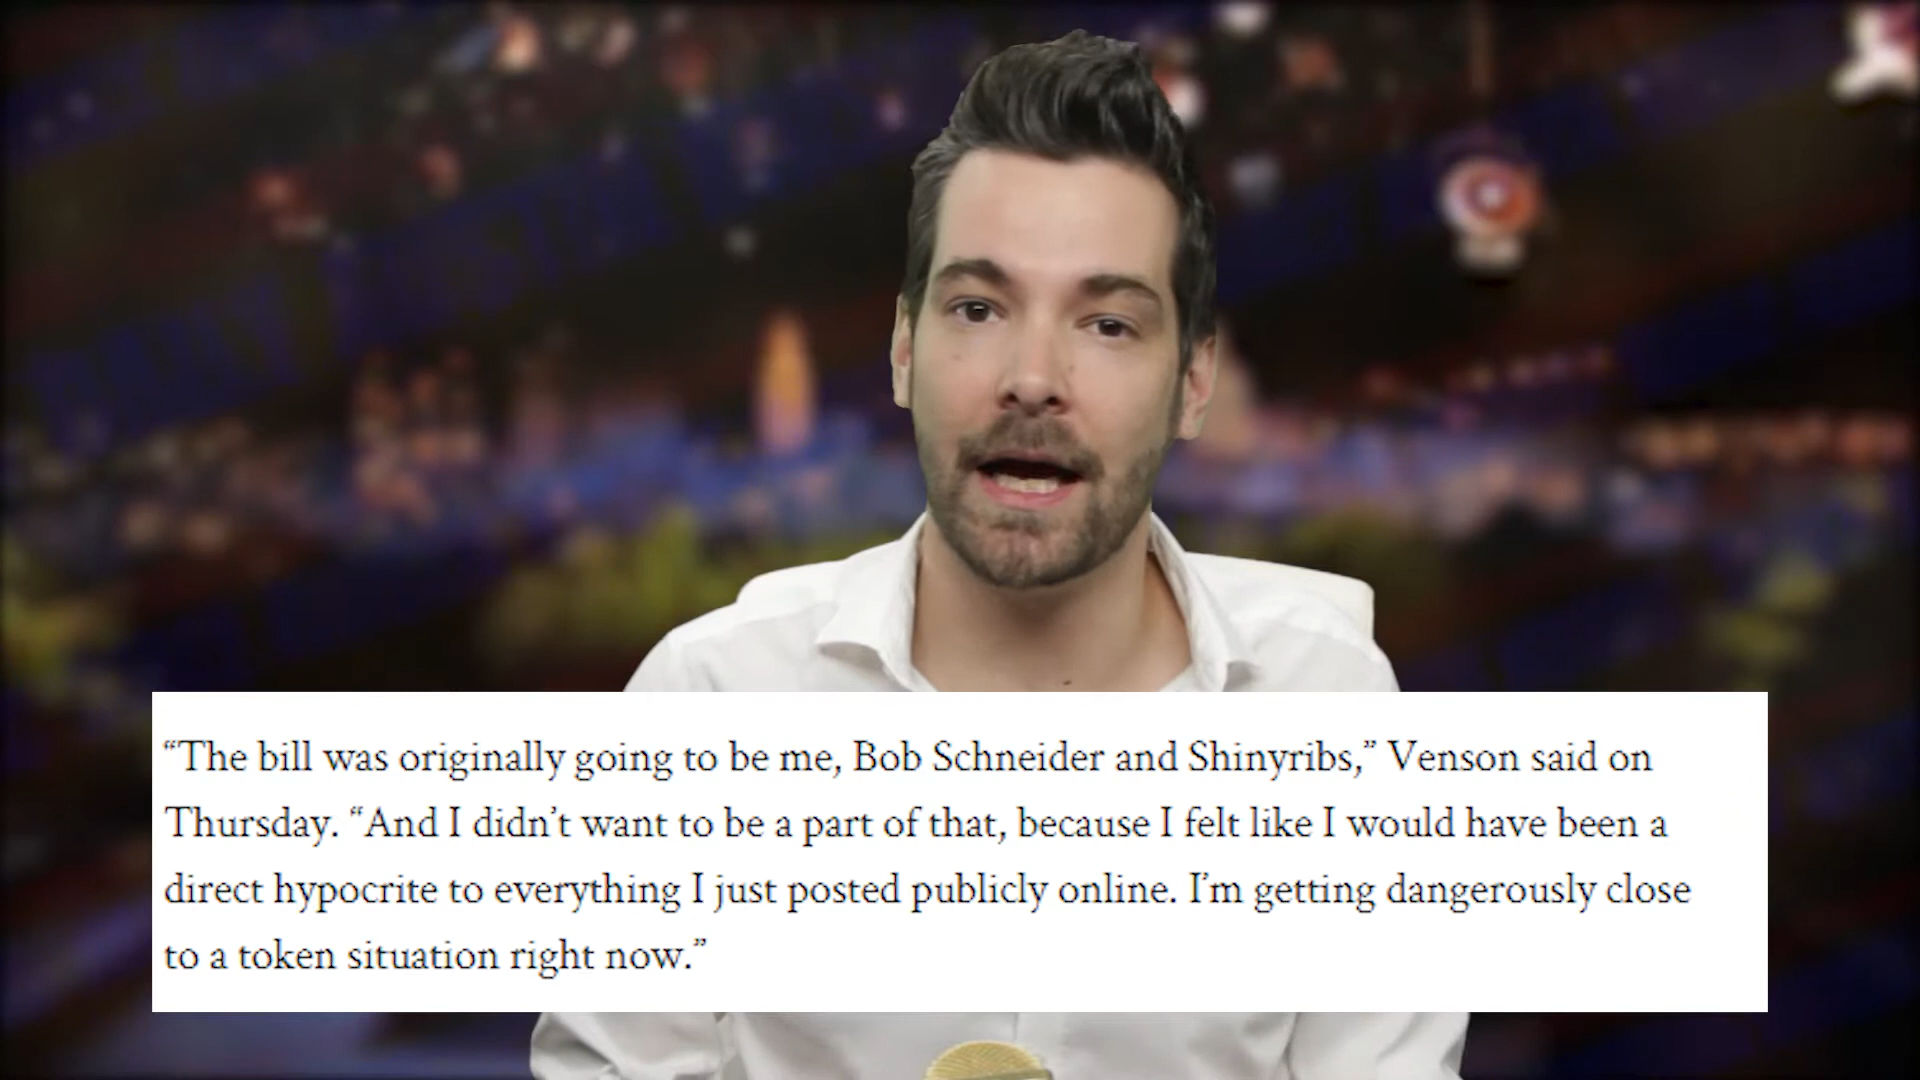 “The bill was originally going to be me, Bob Schneider and Shinyribs,” Venson said on
Thursday. “And I didn’t want to be a part of that, because I felt like I would have been a
direct hypocrite to everything I just posted publicly online. I’m getting dangerously close
to a token situation right now.”